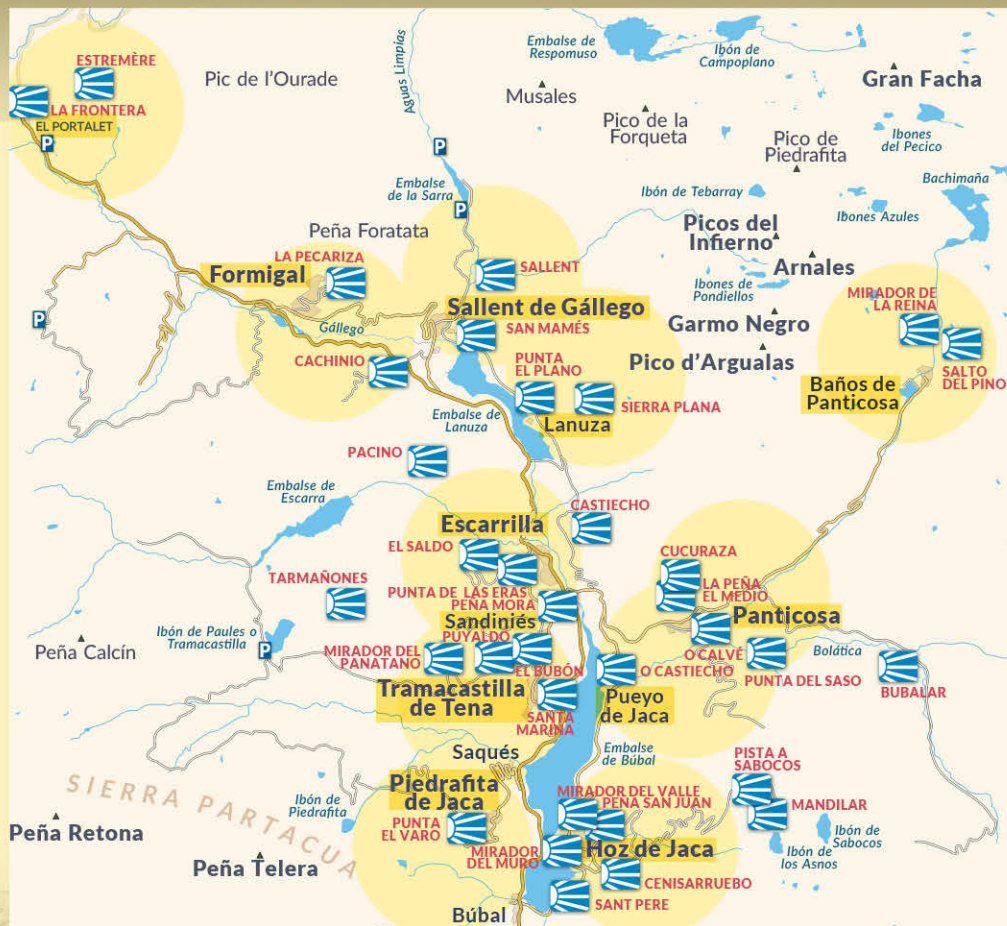 ESTREMÈRE
LA FRONTERA
EL PORTALET
P
Pic de l'Ourade
Aguas Limpias
Embalse de
Respomuso
Ibón de
Campoplano
Gran Facha
Musales
Pico de la
Forqueta
Pico de
Piedrafita
Ibones
del Pecico
P
Embalse
de la Sarra
P
Ibón de Tebarray
Ibones Azules
Bachimaña
Peña Foratata
Picos del
Infierno
Arnales
LA PECARIZA
Formigal
SALLENT
Ibones de
Pondiellos
MIRADOR DE
LA REINA
Sallent de Gállego
P
Gállego
SAN MAMÉS
Garmo Negro
CACHINIO
PUNTA
EL PLANO
Pico d'Argualas
SALTO
DEL PINO
Baños de
Panticosa
Embalse de
Lanuza
Lanuza
SIERRA PLANA
PACINO
Embalse de
Escarra
CASTIECHO
Escarrilla
EL SALDO
CUCURAZA
TARMAÑONES
PUNTA DE LAS ERAS
PEÑA MORA
LA PEÑA
EL MEDIO
Sandiniés
Panticosa
Peña Calcín
Ibón de Paules o
Tramacastilla
P
PUYALDO
MIRADOR DEL
PANATANO
EL BUBÓN
O CASTIECHO
O CALVÉ
PUNTA DEL SASO
Bolática
BUBALAR
Tramacastilla
de Tena
SANTA
MARINA
Pueyo
de Jaca
Saqués
Embalse
de Búbal
PISTA A
SABOCOS
SIERRA PARTACUA
Piedrafita
de Jaca
Ibón de
Piedrafita
PUNTA
EL VARO
MIRADOR DEL VALLE
PEÑA SAN JUÁN
MANDILAR
Peña Retona
Ibón de
Sabocos
Ibón de
los Asnos
Peña Telera
MIRADOR
DEL MURO
Hoz de Jaca
CENISARRUEBO
SANT PERE
Búbal